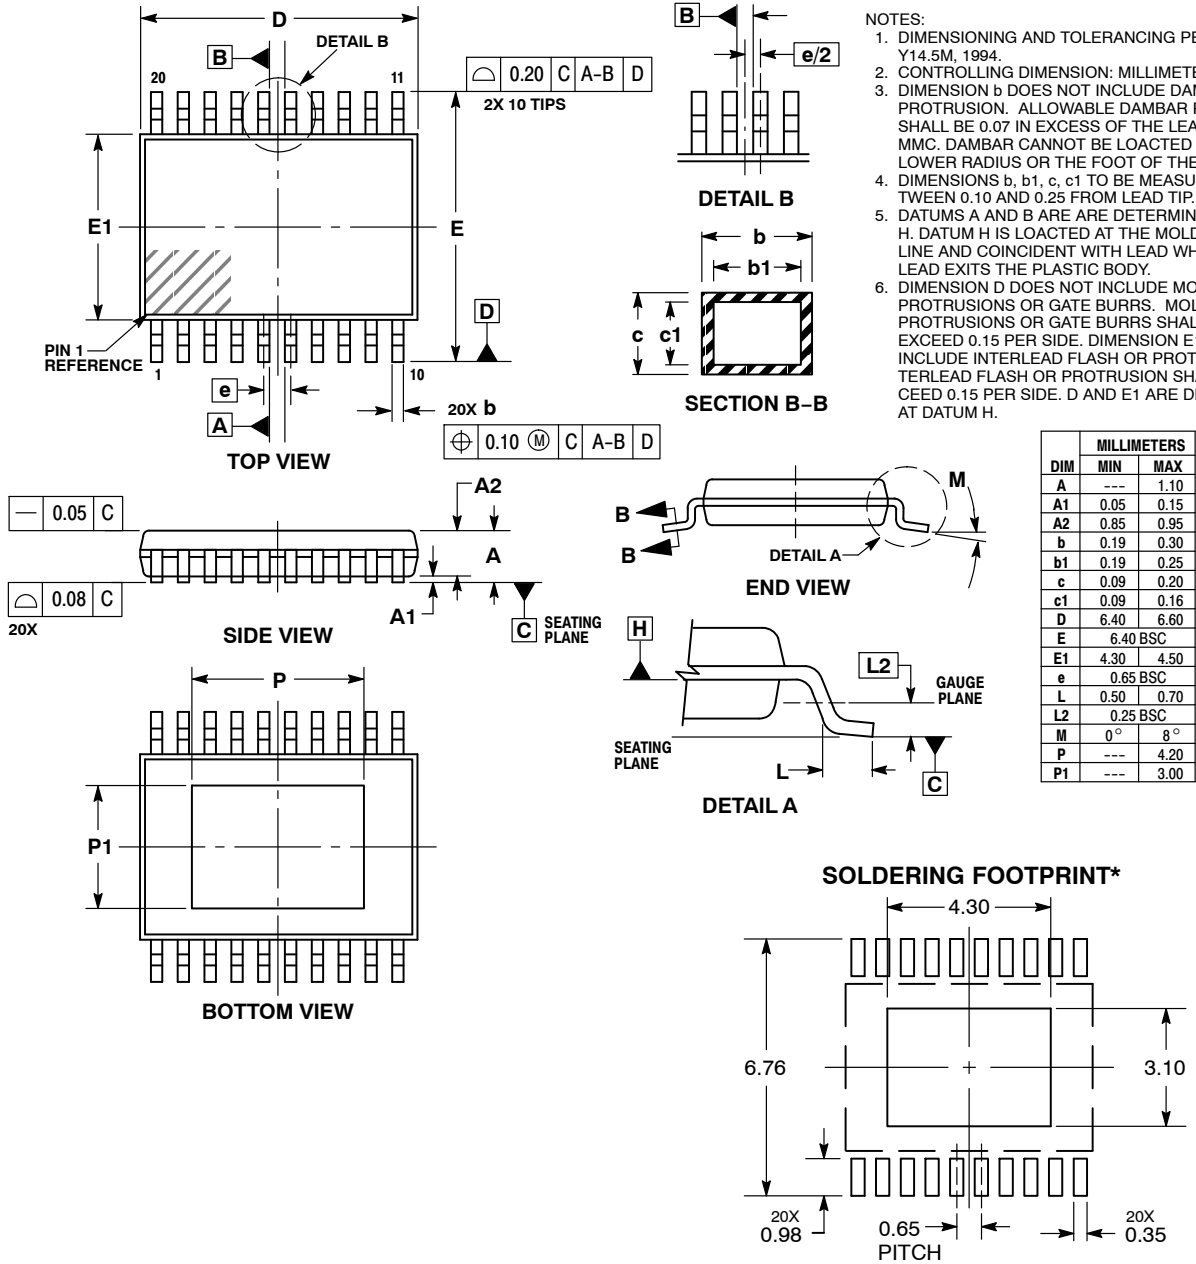 D
B
DETAIL B
20
11
0.20 C A–B D
2X 10 TIPS
E1
E
D
PIN 1
REFERENCE
1
10
e
20X b
A
0.10 M C A–B D
TOP VIEW
B
e/2
DETAIL B
b
b1
c
c1
SECTION B–B
NOTES:
1. DIMENSIONING AND TOLERANCING
Y14.5M, 1994.
2. CONTROLLING DIMENSION:
3. DIMENSION b DOES NOT INCLUDE
PROTRUSION. ALLOWABLE DAMBAR
SHALL BE 0.07 IN EXCESS OF THE
MMC. DAMBAR CANNOT BE LOACTED
LOWER RADIUS OR THE FOOT OF THE
4. DIMENSIONS b, b1, c, c1 TO BE
TWEEN 0.10 AND 0.25 FROM LEAD TIP.
5. DATUMS A AND B ARE ARE
H. DATUM H IS LOACTED AT THE MOLD
LINE AND COINCIDENT WITH LEAD
LEAD EXITS THE PLASTIC BODY.
6. DIMENSION D DOES NOT INCLUDE
PROTRUSIONS OR GATE BURRS.
PROTRUSIONS OR GATE BURRS SHALL
EXCEED 0.15 PER SIDE. DIMENSION E1
INCLUDE INTERLEAD FLASH OR
TERLEAD FLASH OR PROTRUSION
CEED 0.15 PER SIDE. D AND E1 ARE
AT DATUM H.
MILLIMETERS
DIM MIN MAX
A --- 1.10
A1 0.05 0.15
A2 0.85 0.95
b 0.19 0.30
b1 0.19 0.25
c 0.09 0.20
c1 0.09 0.16
D 6.40 6.60
E 6.40 BSC
E1 4.30 4.50
e 0.65 BSC
L 0.50 0.70
L2 0.25 BSC
M 0° 8°
P --- 4.20
P1 --- 3.00
— 0.05 C
A2
A
A1
0.08 C
20X
C SEATING
PLANE
SIDE VIEW
B
B
M
DETAIL A
END VIEW
H
L2
GAUGE
PLANE
SEATING
PLANE
L
C
DETAIL A
P
P1
BOTTOM VIEW
SOLDERING FOOTPRINT*
4.30
6.76
3.10
20X
0.98
0.65
PITCH
20X
0.35